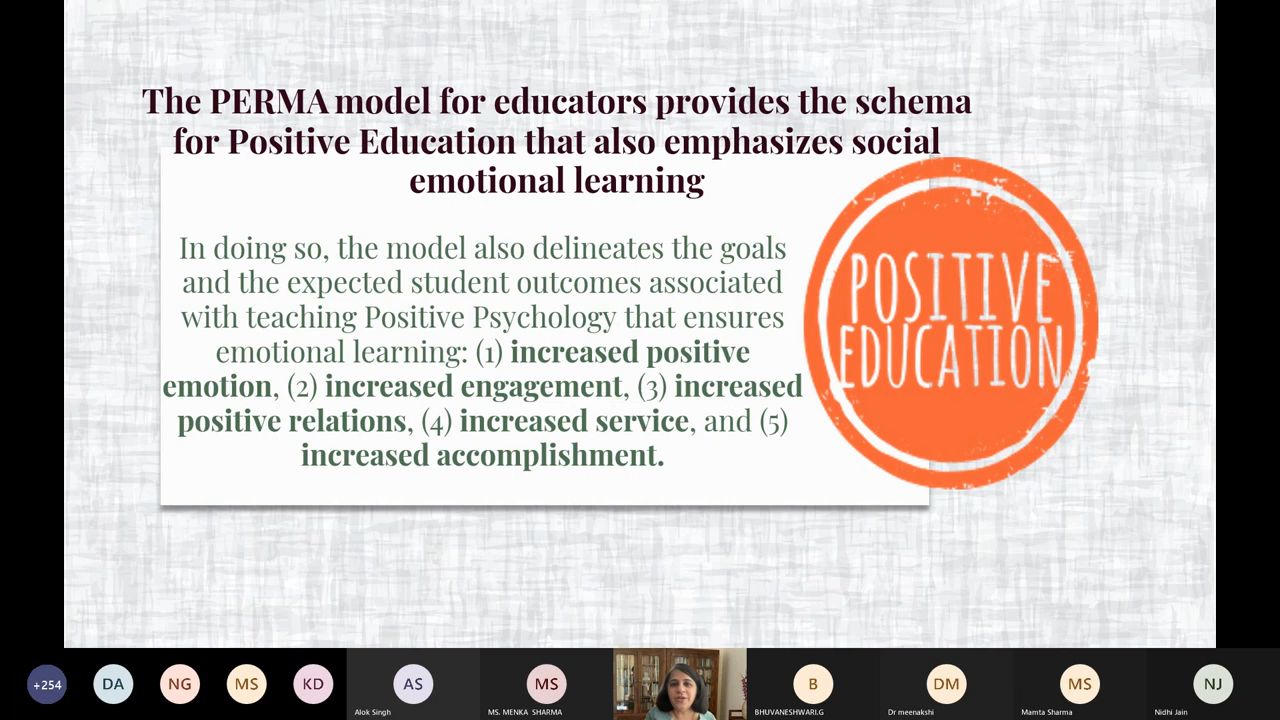 The PERMA model for educators provides the schema
for Positive Education that also emphasizes social
emotional learning
In doing so, the model also delineates the goals
and the expected student outcomes associated
with teaching Positive Psychology that ensures
emotional learning: (1) increased positive
emotion, (2) increased engagement, (3) increased
positive relations, (4) increased service, and (5)
increased accomplishment.
POSITIVE
EDUCATION
+254
DA
NG
MS
KD
AS
Alok Singh
MS
MS. MENKA SHARMA
B
BHUVANESHWARI.G
DM
Dr meenakshi
MS
Mamta Sharma
NJ
Nidhi Jain